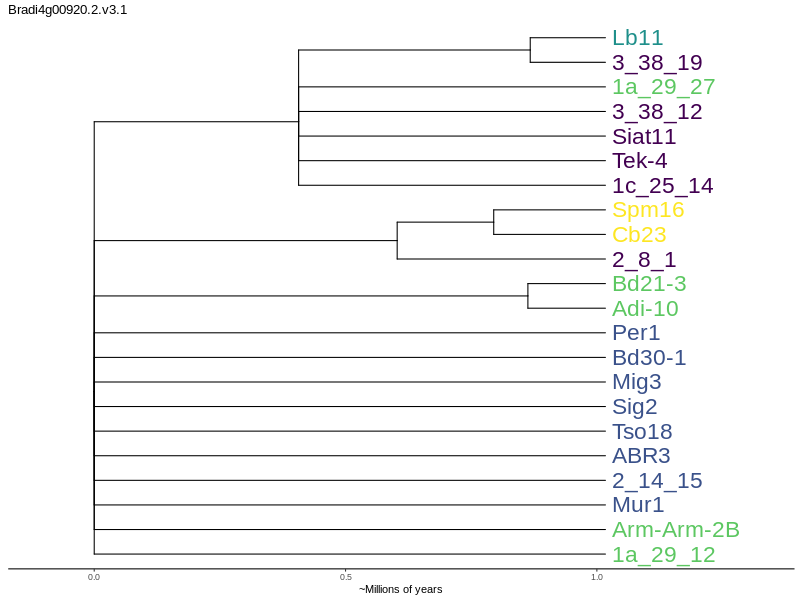 Bradi4g00920.2.v3.1
Lb11
3_38_19
1a_29_27
3_38_12
Siat11
Tek-4
1c_25_14
Spm16
Cb23
2_8_1
Bd21-3
Adi-10
Per1
Bd30-1
Mig3
Sig2
Tso18
ABR3
2_14_15
Mur1
Arm-Arm-2B
1a_29_12
0.0 0.5 1.0
~Millions of years